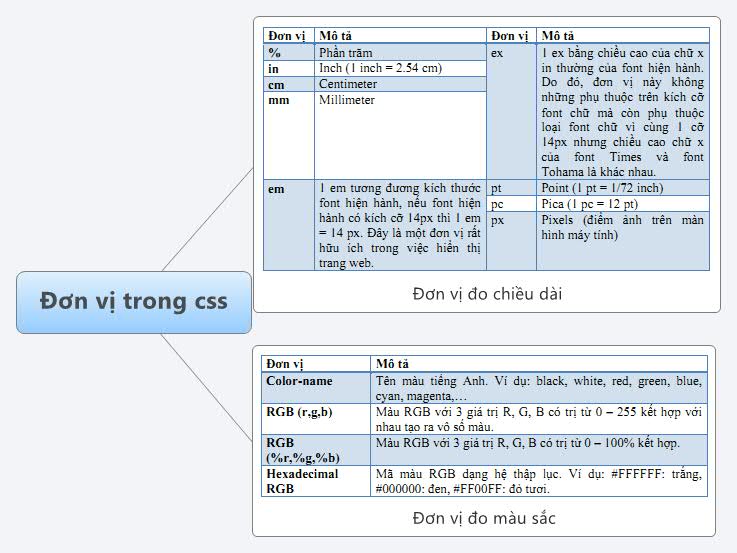 Đơn vị trong css
Đơn vị Mô tả Đơn vị Mô tả
% Phần trăm
in Inch (1 inch = 2.54 cm)
cm Centimeter
mm Millimeter
ex 1 ex bằng chiều cao của chữ x
in thường của font hiện hành.
Do đó, đơn vị này không
những phụ thuộc trên kích cỡ
font chữ mà còn phụ thuộc
loại font chữ vì cùng 1 cỡ
14px nhưng chiều cao chữ x
của font Times và font
Tohama là khác nhau.
em 1 em tương đương kích thước
font hiện hành, nếu font hiện
hành có kích cỡ 14px thì 1 em
= 14 px. Đây là một đơn vị rất
hữu ích trong việc hiển thị
trang web.
pt Point (1 pt = 1/72 inch)
pc Pica (1 pc = 12 pt)
px Pixels (điểm ảnh trên màn
hình máy tính)
Đơn vị đo chiều dài
Đơn vị Mô tả
Color-name Tên màu tiếng Anh. Ví dụ: black, white, red, green, blue,
cyan, magenta,…
RGB (r,g,b) Màu RGB với 3 giá trị R, G, B có trị từ 0 – 255 kết hợp với
nhau tạo ra vô số màu.
RGB Màu RGB với 3 giá trị R, G, B có trị từ 0 – 100% kết hợp.
(%r,%g,%b)
Hexadecimal Mã màu RGB dạng hệ thập lục. Ví dụ: #FFFFFF: trắng,
RGB #000000: đen, #FF00FF: đỏ tươi.
Đơn vị đo màu sắc